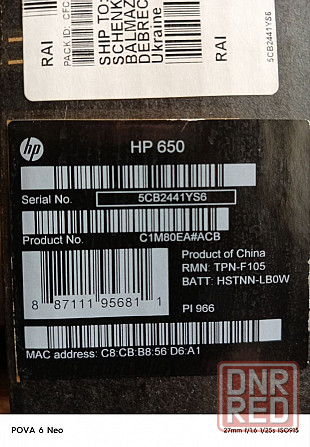 RAI
PACK ID: CFC
SHIP TO:
SCHENK
BALMAZ
DEBREC
Ukraine
RAI
5CB2441YS6
hp
HP 650
Serial No. 5CB2441YS6
Product No. C1M80EA#ACB
Product of China
RMN: TPN-F105
BATT: HSTNN-LB0W
8 87111 95681 1
PI 966
MAC address: C8:CB:B8:56 D6:A1
DNR
RED
POVA 6 Neo
27mm f/1.6 1/25s ISO915